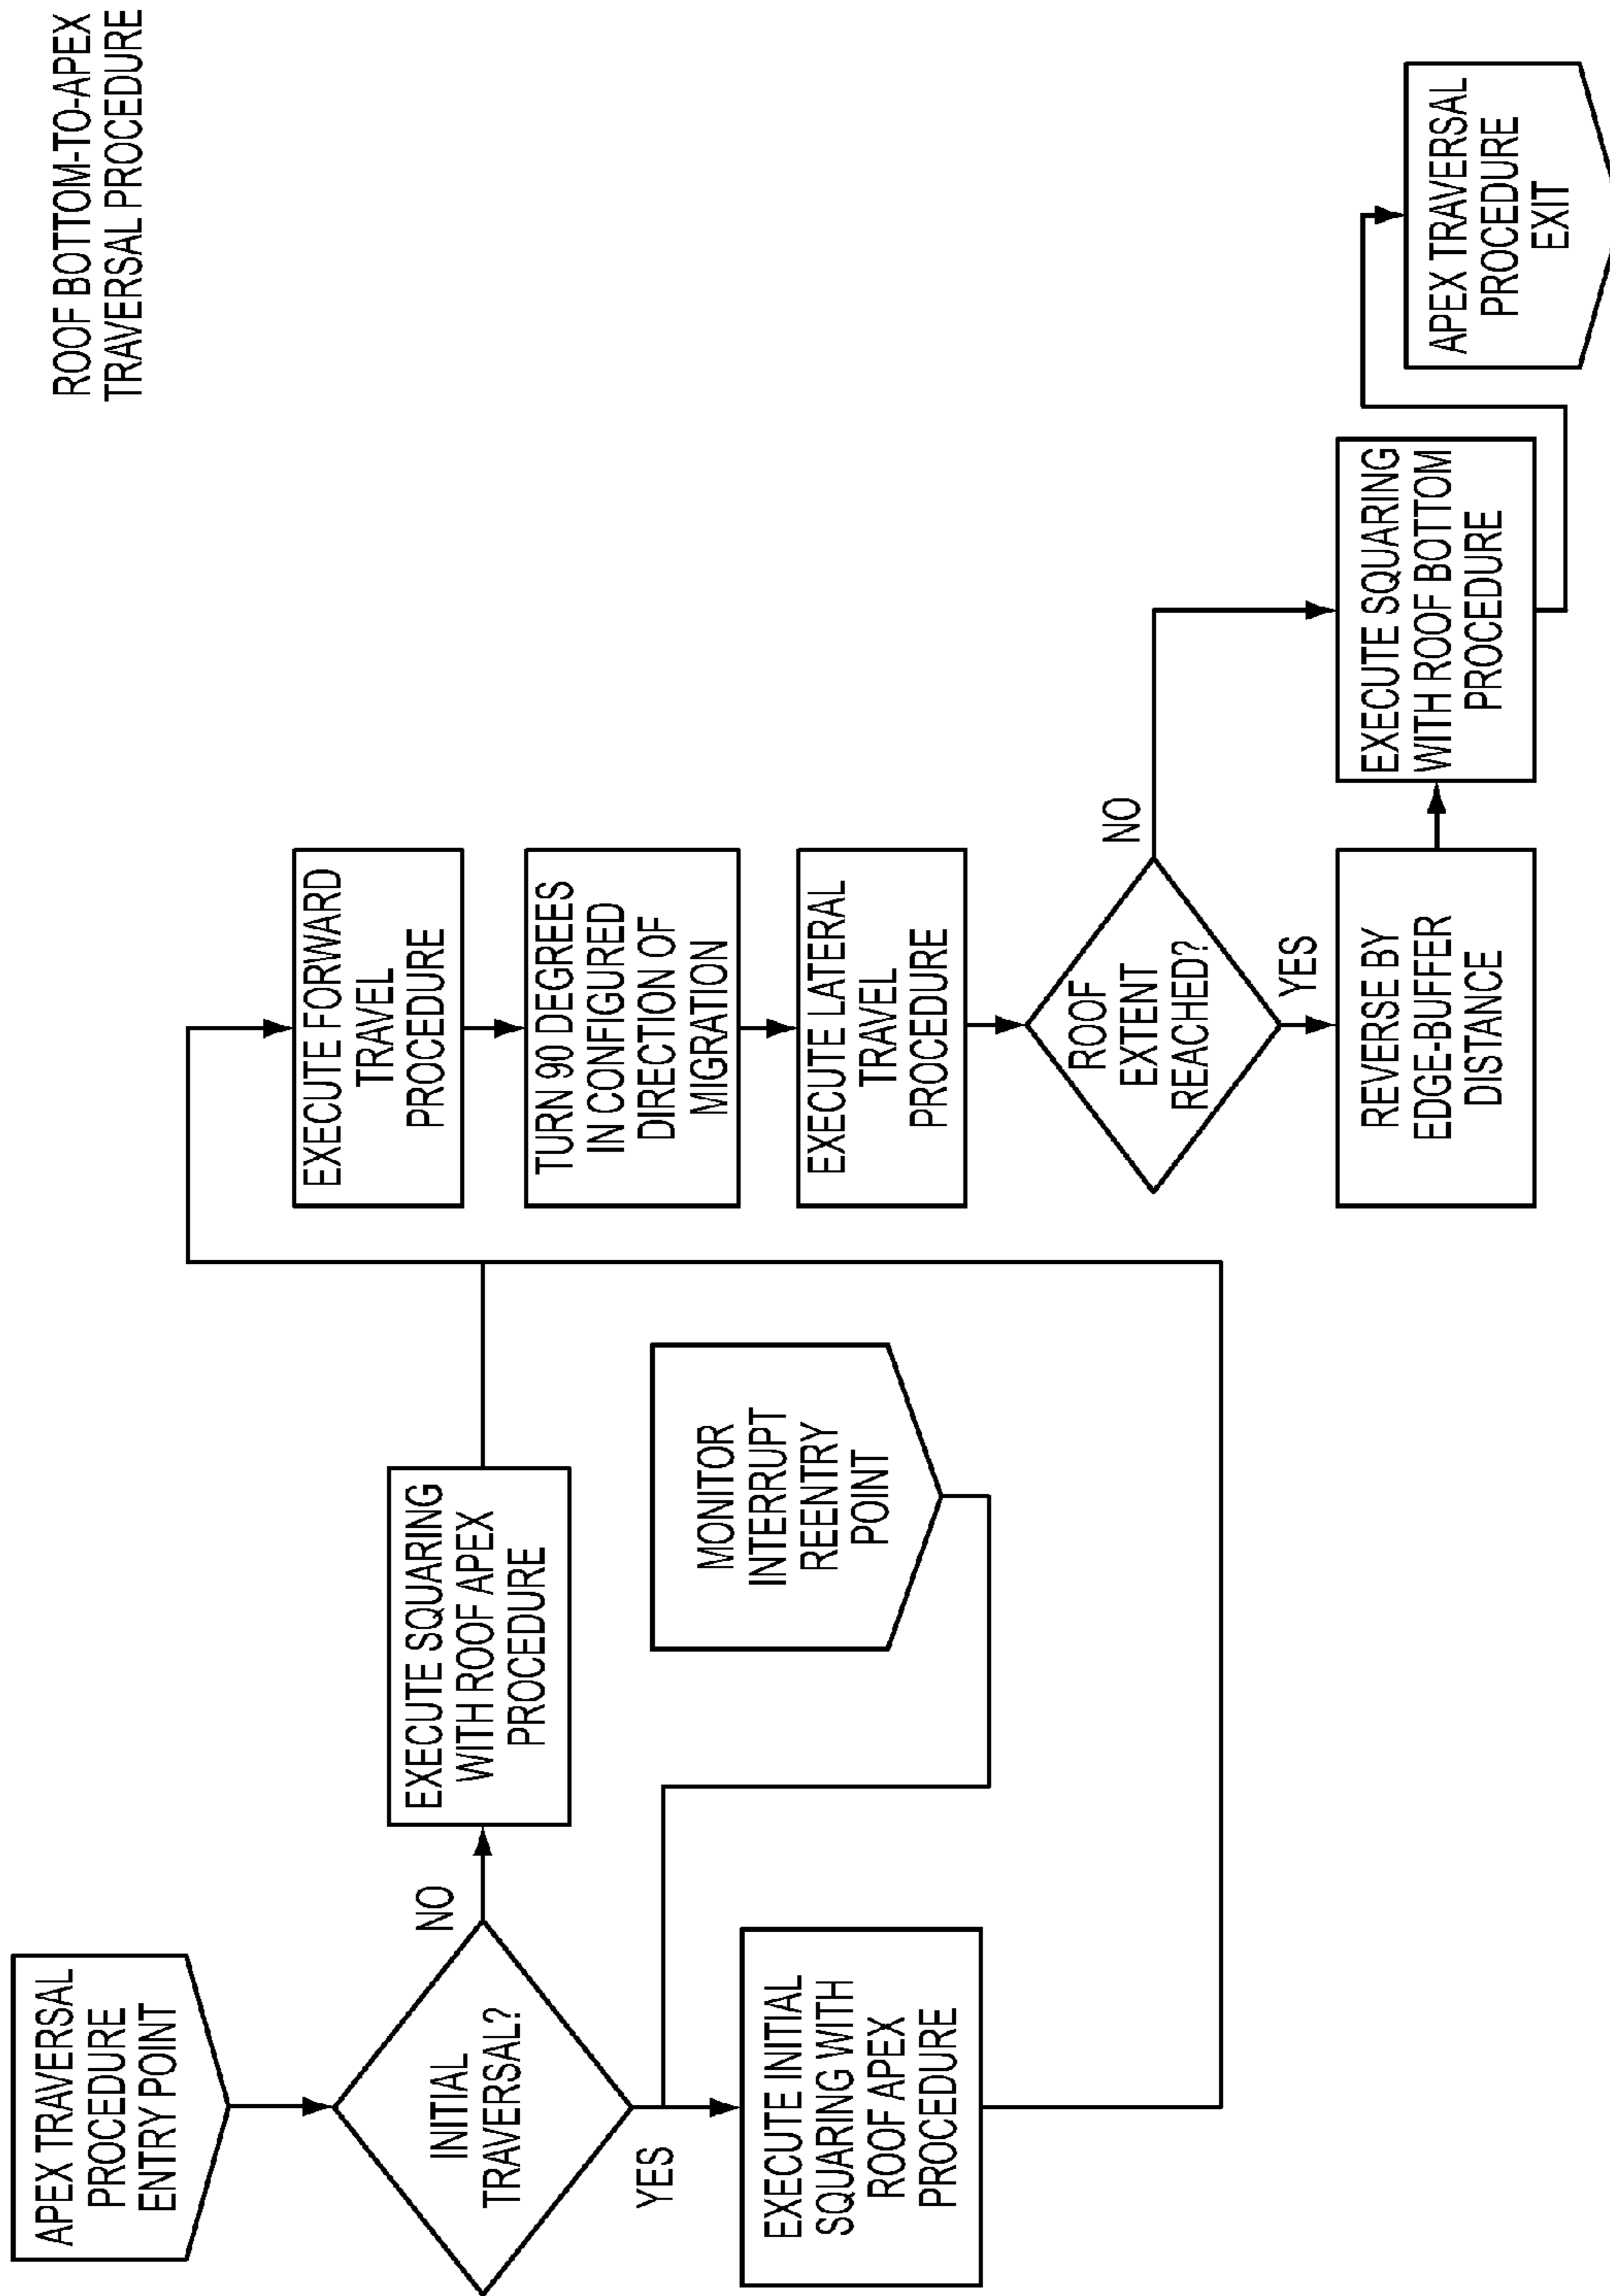 ROOF BOTTOM-TO-APEX
TRAVERSAL PROCEDURE
APEX TRAVERSAL
PROCEDURE
ENTRY POINT
INITIAL
TRAVERSAL?
NO
YES
EXECUTE SQUARING
WITH ROOF APEX
PROCEDURE
MONITOR
INTERRUPT
REENTRY
POINT
EXECUTE INITIAL
SQUARING WITH
ROOF APEX
PROCEDURE
EXECUTE FORWARD
TRAVEL
PROCEDURE
TURN 90 DEGREES
IN CONFIGURED
DIRECTION OF
MIGRATION
EXECUTE LATERAL
TRAVEL
PROCEDURE
ROOF
EXTENT
REACHED?
NO
YES
REVERSE BY
EDGE-BUFFER
DISTANCE
EXECUTE SQUARING
WITH ROOF BOTTOM
PROCEDURE
APEX TRAVERSAL
PROCEDURE
EXIT